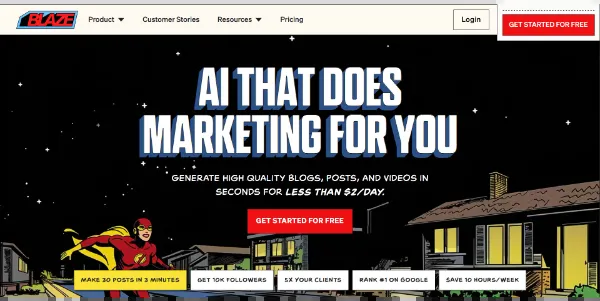 BLAZE
Product
Customer Stories
Resources
Pricing
Login
GET STARTED FOR FREE
AI THAT DOES
MARKETING FOR YOU
GENERATE HIGH QUALITY BLOGS, POSTS, AND VIDEOS IN
SECONDS FOR LESS THAN $2/DAY.
GET STARTED FOR FREE
MAKE 30 POSTS IN 3 MINUTES
GET 10K FOLLOWERS
5X YOUR CLIENTS
RANK #1 ON GOOGLE
SAVE 10 HOURS/WEEK